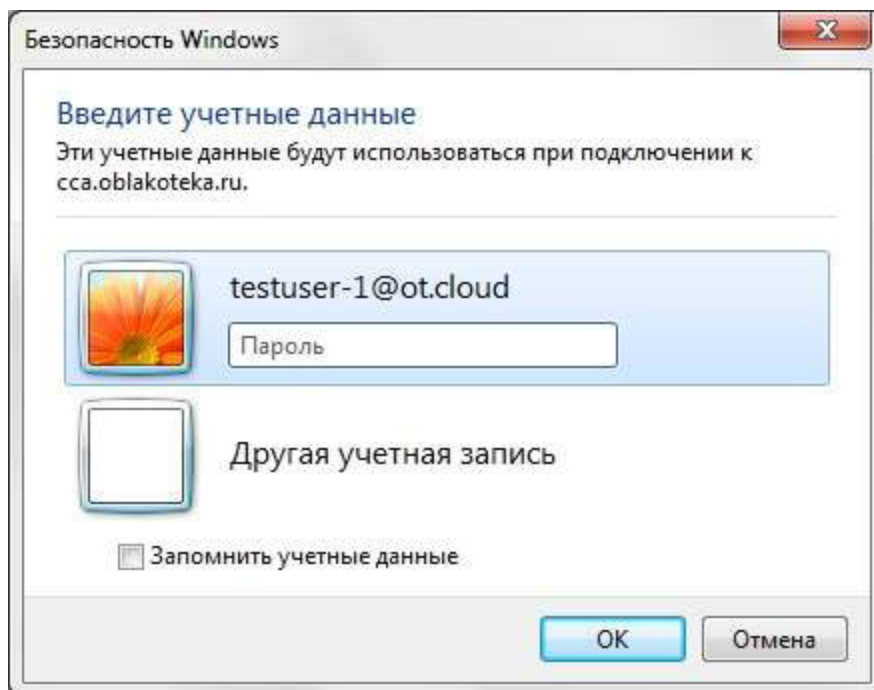 Безопасность Windows
Введите учетные данные
Эти учетные данные будут использоваться при подключении к
cca.oblakoteka.ru.
testuser-1@ot.cloud
Пароль
Другая учетная запись
Запомнить учетные данные
ОК
Отмена